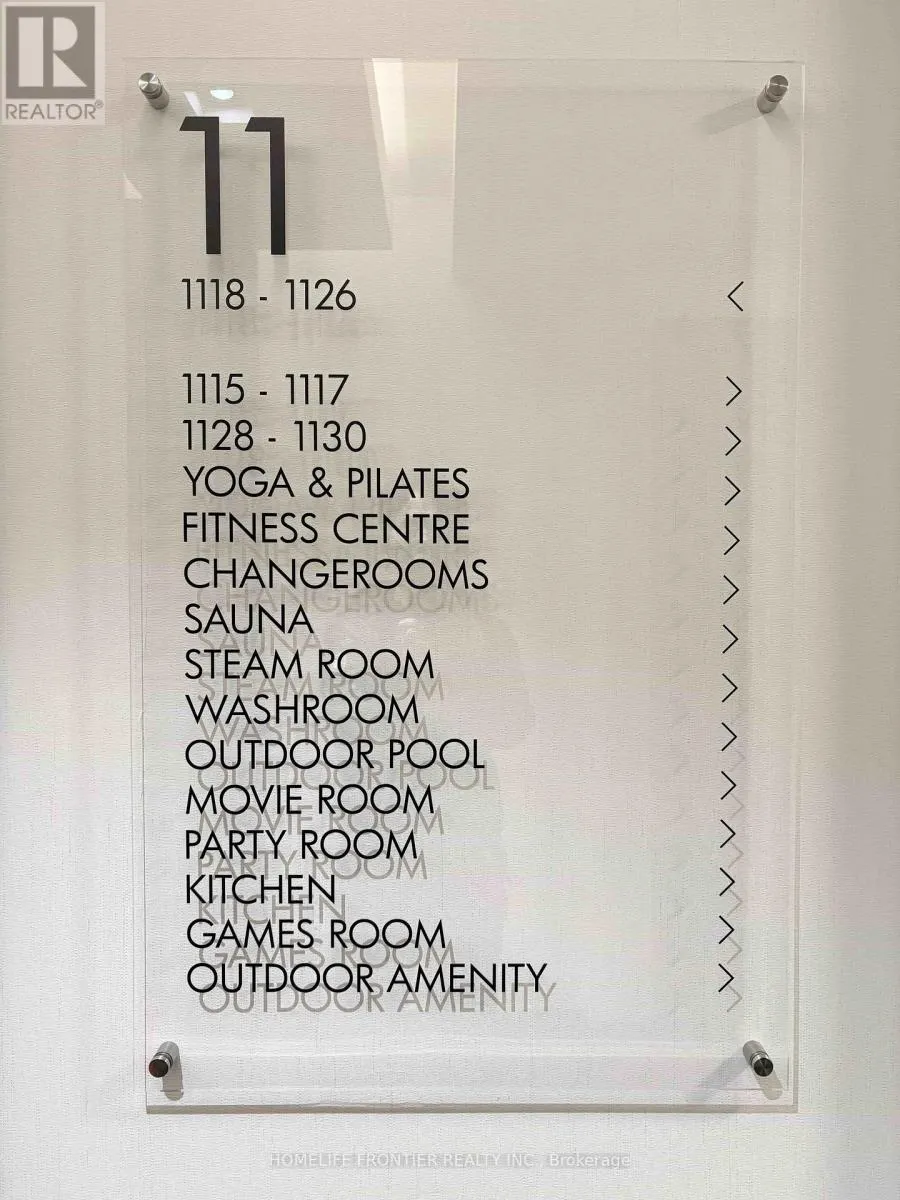 R
REALTOR®
11
1118 - 1126 <
1115 - 1117 >
1128 - 1130 >
YOGA & PILATES >
FITNESS CENTRE >
CHANGEROOMS >
SAUNA >
STEAM ROOM >
WASHROOM >
OUTDOOR POOL >
MOVIE ROOM >
PARTY ROOM >
KITCHEN >
GAMES ROOM >
OUTDOOR AMENITY >
HOMELIFE FRONTIER REALTY INC., Brokerage